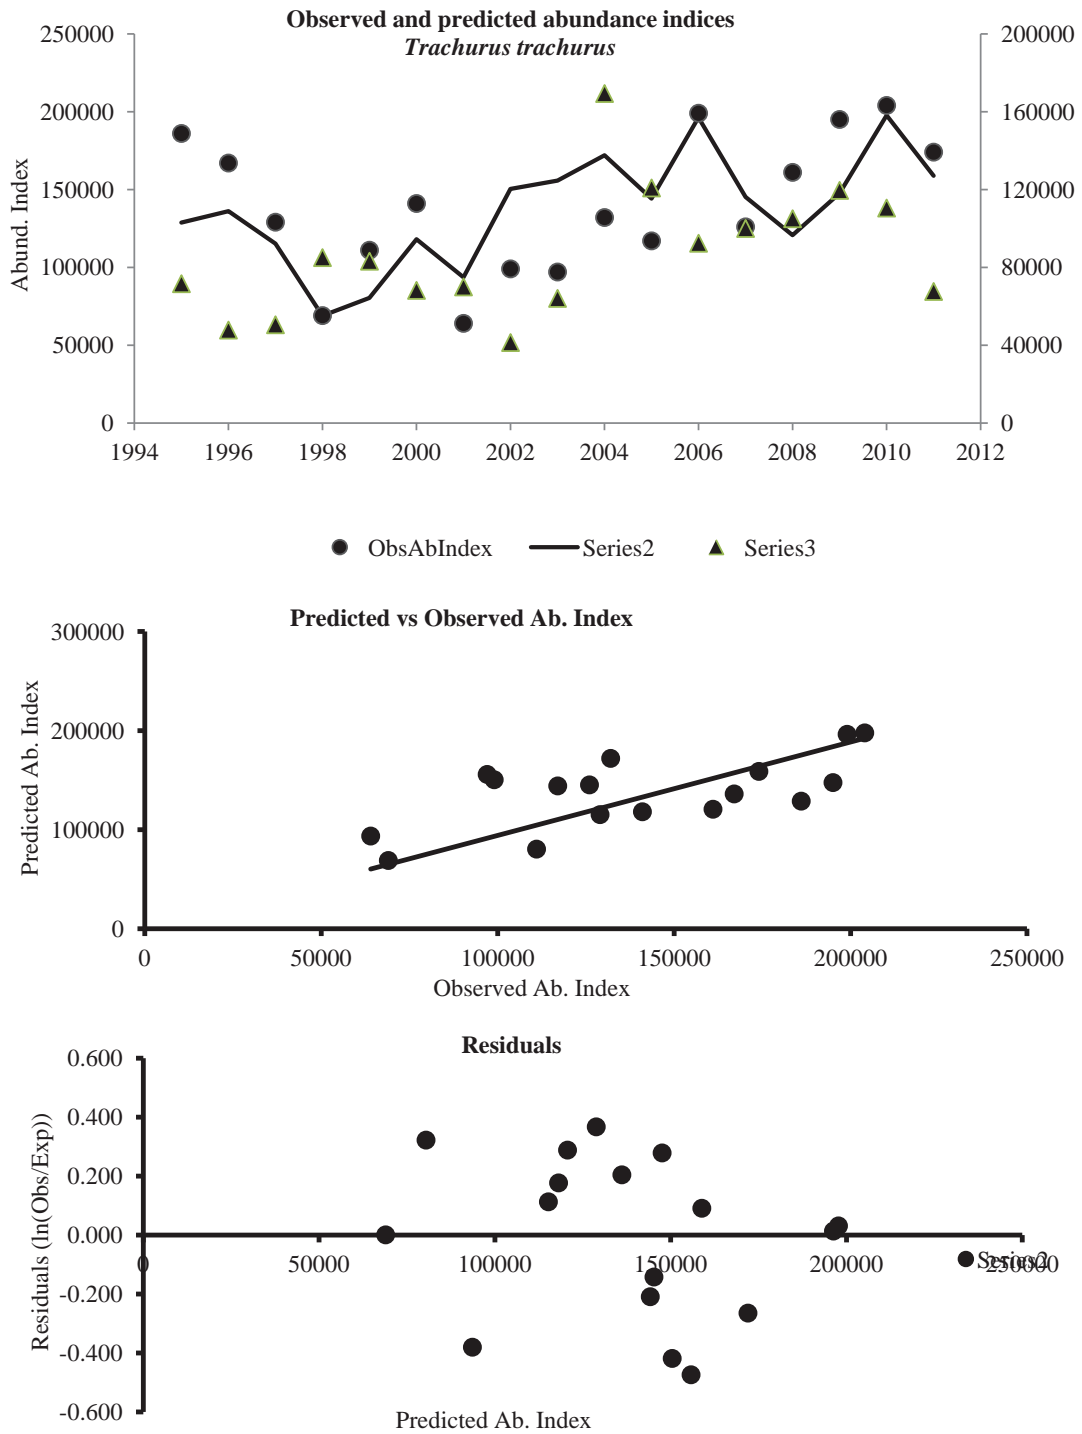 Observed and predicted abundance indices
Trachurus trachurus
250000
200000
150000
100000
50000
0
200000
160000
120000
80000
40000
0
Abund. Index
1994 1996 1998 2000 2002 2004 2006 2008 2010 2012
ObsAbIndex Series2 Series3
Predicted vs Observed Ab. Index
300000
200000
100000
0
Predicted Ab. Index
0 50000 100000 150000 200000 250000
Observed Ab. Index
Residuals
0.600
0.400
0.200
0.000
-0.200
-0.400
-0.600
Residuals (ln(Obs/Exp))
0 50000 100000 150000 200000 250000
Series2
Predicted Ab. Index